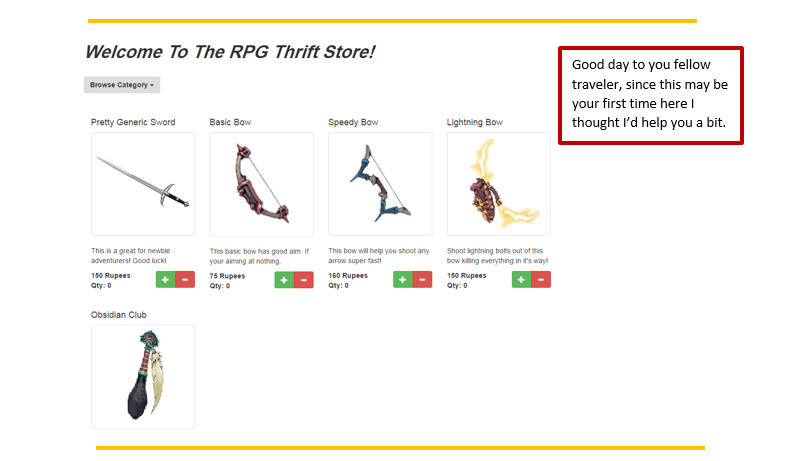 Welcome To The RPG Thrift Store!
Good day to you fellow
traveler, since this may be
your first time here I
thought I'd help you a bit.
Browse Category
Pretty Generic Sword
This is a great for newbie
adventurers! Good luck!
150 Rupees
Qty: 0
+ −
Basic Bow
This basic bow has good aim. If
your aiming at nothing.
75 Rupees
Qty: 0
+ −
Speedy Bow
This bow will help you shoot any
arrow super fast!
160 Rupees
Qty: 0
+ −
Lightning Bow
Shoot lightning bolts out of this
bow killing everything in it's way!
150 Rupees
Qty: 0
+ −
Obsidian Club